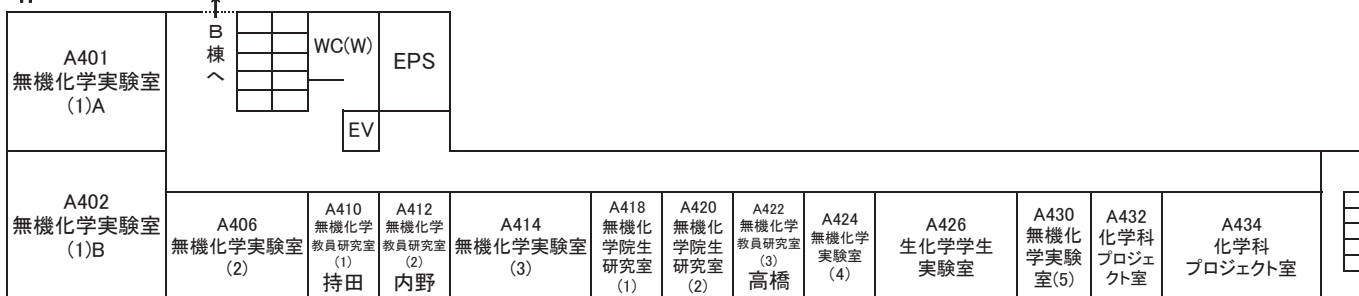 A401
無機化学実験室
(1)A
B
棟
へ
WC(W)
EPS
EV
A402
無機化学実験室
(1)B
A406
無機化学実験室
(2)
A410
無機化学
教員研究室
(1)
持田
A412
無機化学
教員研究室
(2)
内野
A414
無機化学実験室
(3)
A418
無機化
学院生
研究室
(1)
A420
無機化
学院生
研究室
(2)
A422
無機化学
教員研究室
(3)
高橋
A424
無機化学
実験室
(4)
A426
生化学学生
実験室
A430
無機化
学実験
室(5)
A432
化学科
プロジェ
クト室
A434
化学科
プロジェクト室